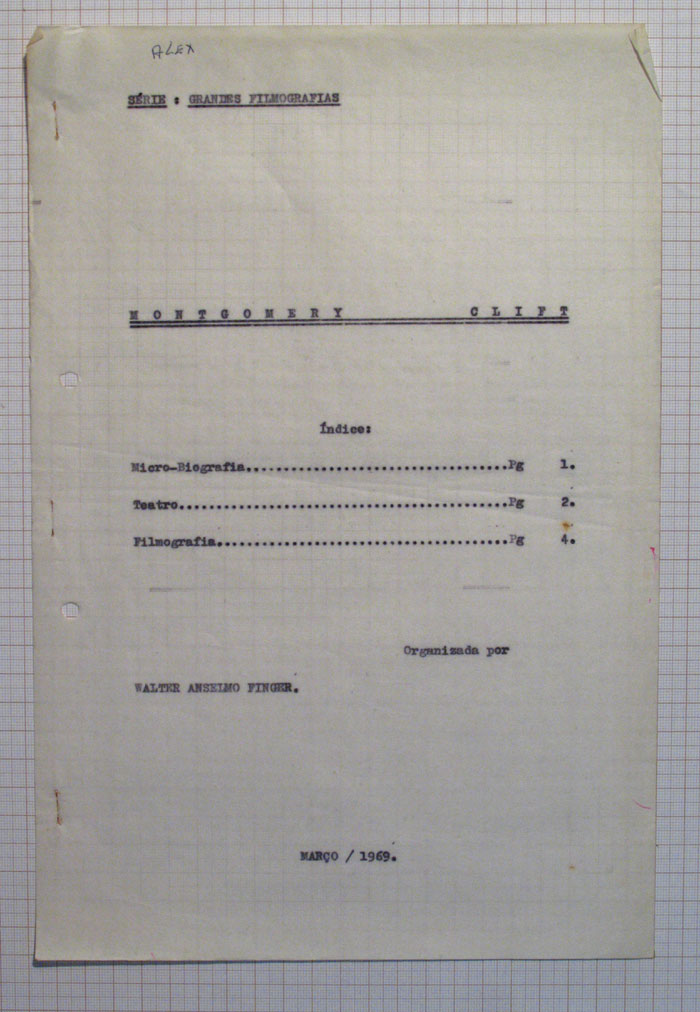 ALEX
SÉRIE : GRANDES FILMOGRAFIAS
M O N T G O M E R Y C L I F T
Índice:
Micro-Biografia...................................Pg 1.
Teatro............................................Pg 2.
Filmografia.......................................Pg 4.
Organizada por
WALTER ANSELMO FINGER.
MARÇO / 1969.